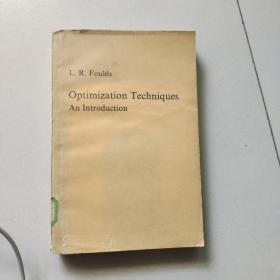 L. R. Foulds
Optimization Techniques
An Introduction